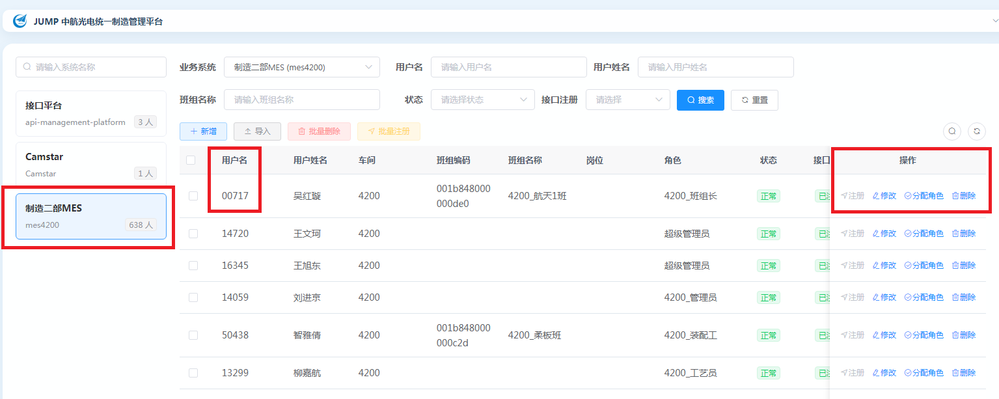 JUMP 中航光电统一制造管理平台
请输入系统名称
业务系统 制造二部MES (mes4200) 用户名 请输入用户名 用户姓名 请输入用户姓名
班组名称 请输入班组名称 状态 请选择状态 接口注册 请选择 搜索 重置
接口平台
api-management-platform 3 人
Camstar
Camstar 1 人
制造二部MES
mes4200 638 人
新增 导入 批量删除 批量注册
用户名 用户姓名 车间 班组编码 班组名称 岗位 角色 状态 接口 操作
00717 吴红璇 4200 001b848000000de0 4200_航天1班 4200_班组长 正常 已 注册 修改 分配角色 删除
14720 王文珂 4200 超级管理员 正常 已 注册 修改 分配角色 删除
16345 王旭东 4200 超级管理员 正常 已 注册 修改 分配角色 删除
14059 刘进京 4200 4200_管理员 正常 已 注册 修改 分配角色 删除
50438 智雅倩 4200 001b848000000c2d 4200_柔板班 4200_装配工 正常 已 注册 修改 分配角色 删除
13299 柳嘉航 4200 4200_工艺员 正常 已 注册 修改 分配角色 删除